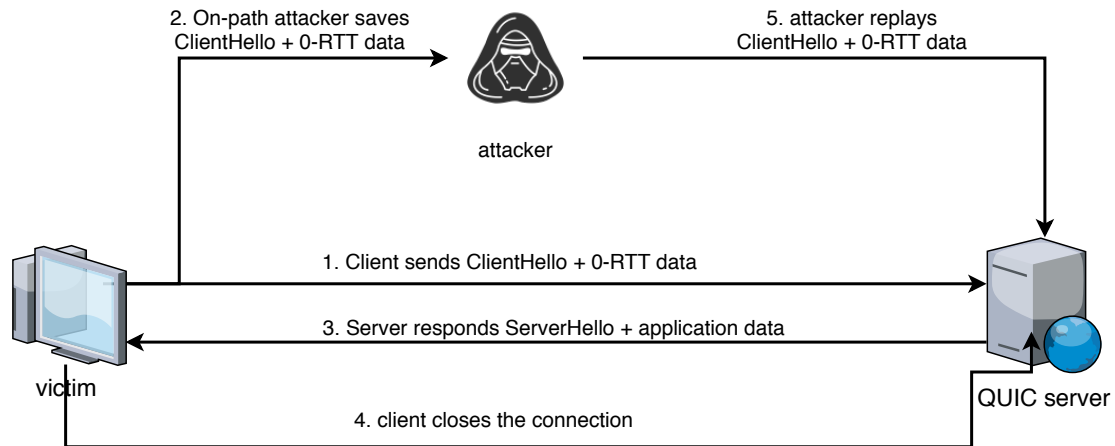 2. On-path attacker saves
ClientHello + 0-RTT data
5. attacker replays
ClientHello + 0-RTT data
attacker
1. Client sends ClientHello + 0-RTT data
3. Server responds ServerHello + application data
victim
QUIC server
4. client closes the connection